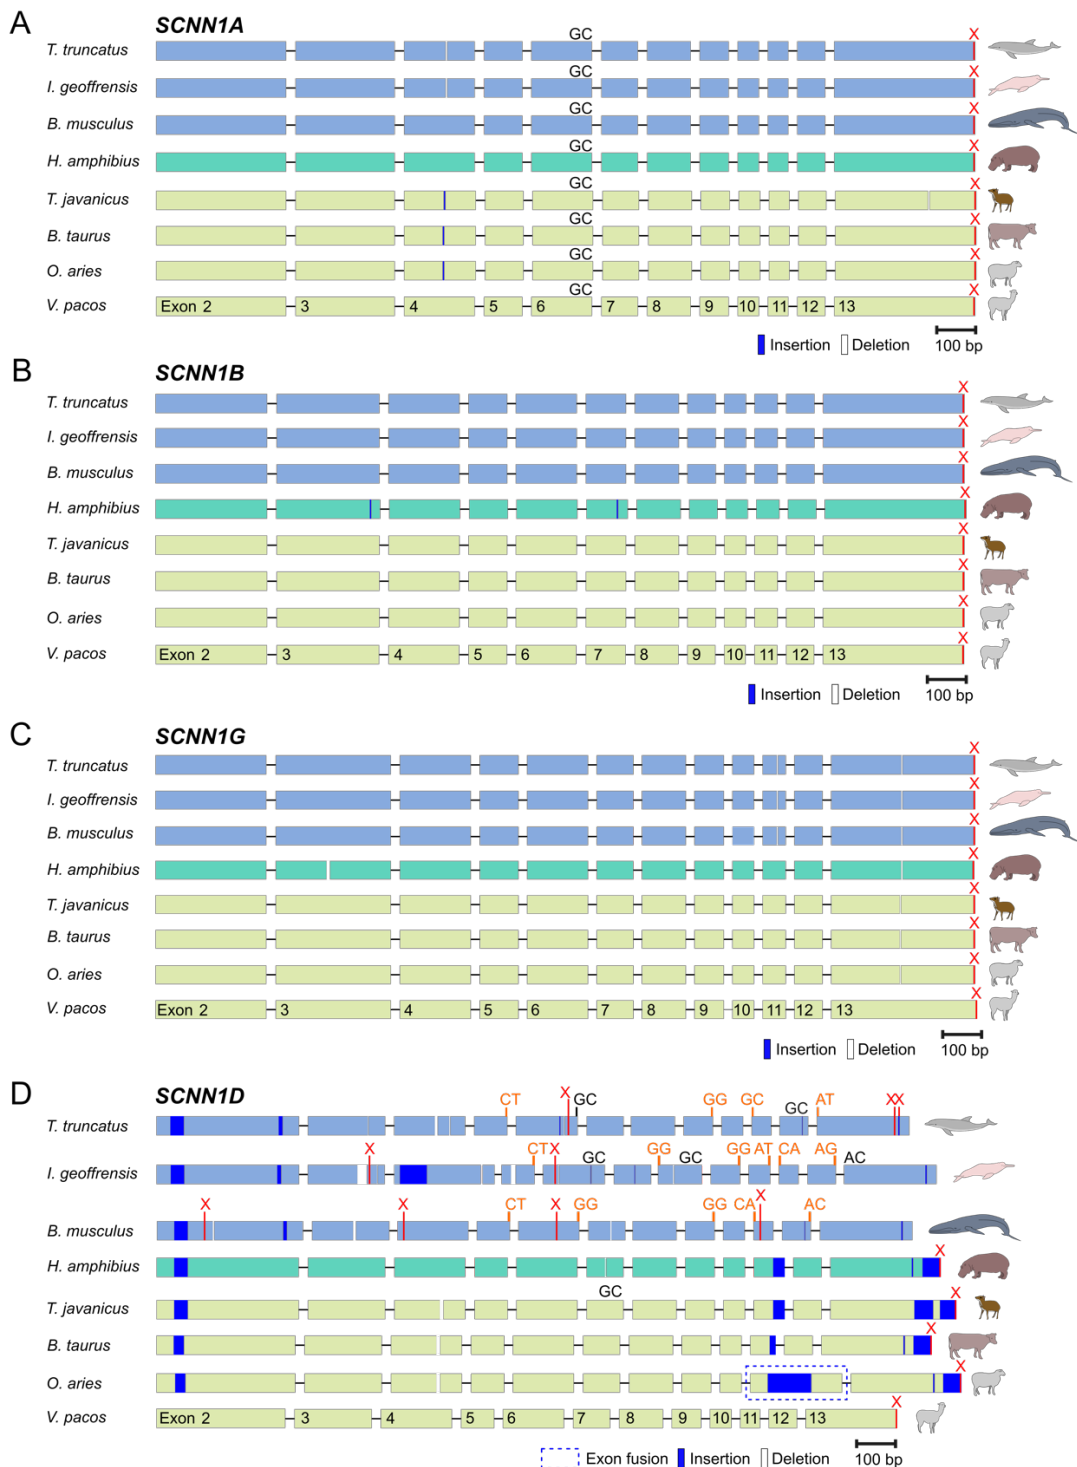 A
SCNN1A
GC
X
T. truncatus
GC
X
I. geoffrensis
GC
X
B. musculus
GC
X
H. amphibius
GC
X
T. javanicus
GC
X
B. taurus
GC
X
O. aries
GC
X
V. pacos
Exon 2 3 4 5 6 7 8 9 10 11 12 13
100 bp
Insertion Deletion
B
SCNN1B
X
T. truncatus
X
I. geoffrensis
X
B. musculus
X
H. amphibius
X
T. javanicus
X
B. taurus
X
O. aries
X
V. pacos
Exon 2 3 4 5 6 7 8 9 10 11 12 13
100 bp
Insertion Deletion
C
SCNN1G
X
T. truncatus
X
I. geoffrensis
X
B. musculus
X
H. amphibius
X
T. javanicus
X
B. taurus
X
O. aries
X
V. pacos
Exon 2 3 4 5 6 7 8 9 10 11 12 13
100 bp
Insertion Deletion
D
SCNN1D
CT X GC GG GC GC AT XX
T. truncatus
X CT X GC GG GC GG AT CA AG AC
I. geoffrensis
X X CT X GG GG CA X AC
B. musculus
X
H. amphibius
GC X
T. javanicus
X
B. taurus
X
O. aries
X
V. pacos
Exon 2 3 4 5 6 7 8 9 10 11 12 13
100 bp
Exon fusion Insertion Deletion